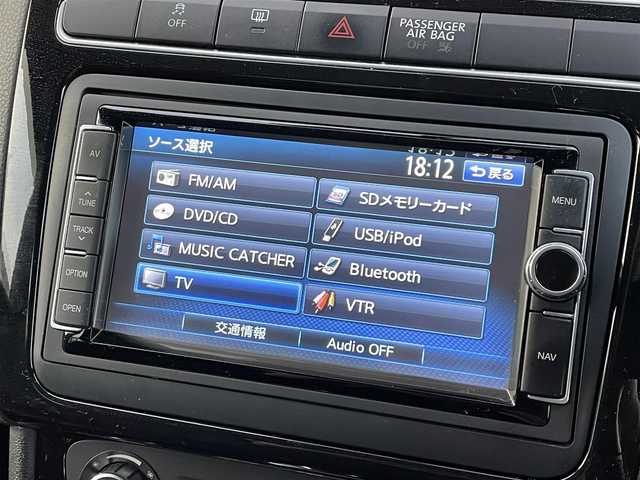 OFF
PASSENGER
AIR BAG
OFF
ソース選択
18:12
戻る
AV
TUNE
TRACK
OPTION
OPEN
FM/AM
SDメモリーカード
DVD/CD
USB/iPod
MUSIC CATCHER
Bluetooth
TV
VTR
交通情報
Audio OFF
MENU
NAV